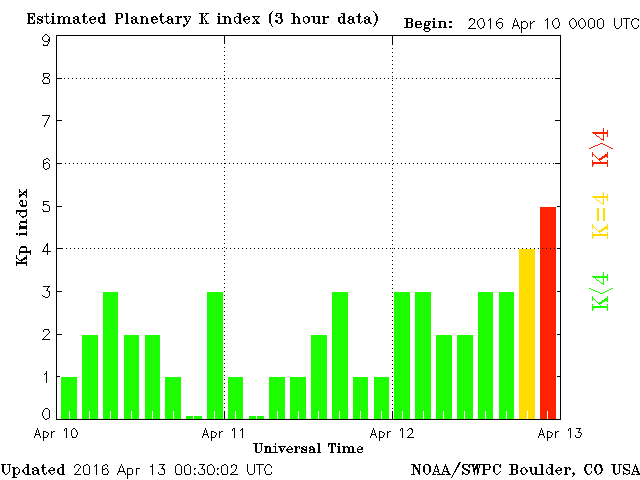 Estimated Planetary K index (3 hour data)
Begin: 2016 Apr 10 0000 UTC
9
8
7
6
5
4
3
2
1
0
Kp index
K>4
K=4
K<4
Apr 10
Apr 11
Apr 12
Apr 13
Universal Time
Updated 2016 Apr 13 00:30:02 UTC
NOAA/SWPC Boulder, CO USA